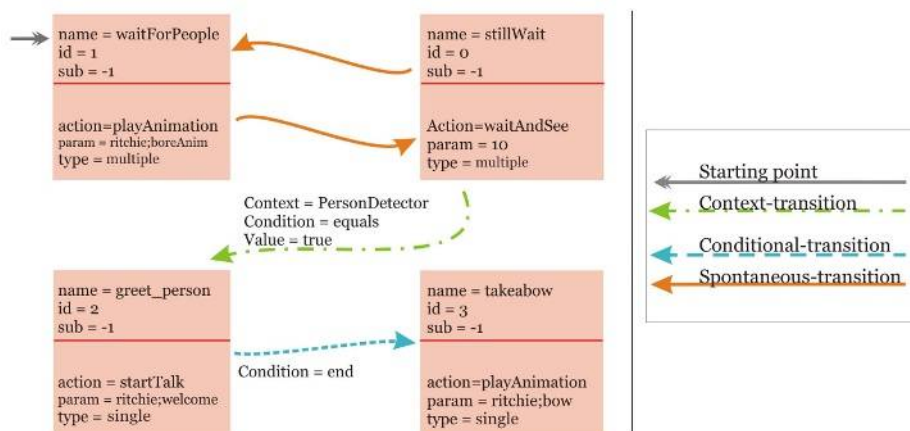 name = waitForPeople
id = 1
sub = -1
action=playAnimation
param = ritchie;boreAnim
type = multiple
name = stillWait
id = 0
sub = -1
Action=waitAndSee
param = 10
type = multiple
Context = PersonDetector
Condition = equals
Value = true
name = greet_person
id = 2
sub = -1
action = startTalk
param = ritchie;welcome
type = single
Condition = end
name = takeabow
id = 3
sub = -1
action=playAnimation
param = ritchie;bow
type = single
Starting point
Context-transition
Conditional-transition
Spontaneous-transition